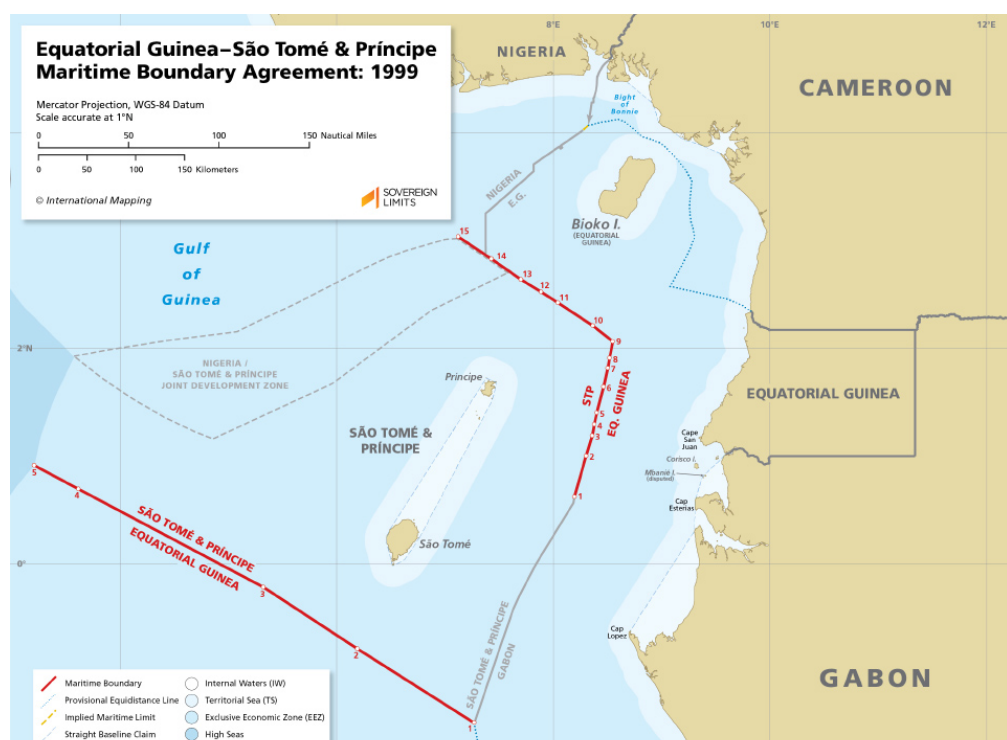 Equatorial Guinea–São Tomé & Príncipe
Maritime Boundary Agreement: 1999
Mercator Projection, WGS-84 Datum
Scale accurate at 1°N
0 50 100 150 Nautical Miles
0 50 100 150 Kilometers
© International Mapping
SOVEREIGN
LIMITS
8°E
10°E
12°E
NIGERIA
CAMEROON
Bight
of
Bonnie
NIGERIA
E.G.
Bioko I.
(EQUATORIAL
GUINEA)
Gulf
of
Guinea
15
14
13
12
11
10
9
8
7
6
5
4
3
2
1
2°N
NIGERIA /
SÃO TOMÉ & PRÍNCIPE
JOINT DEVELOPMENT ZONE
Príncipe
STP
EQ. GUINEA
EQUATORIAL GUINEA
SÃO TOMÉ &
PRÍNCIPE
Cape
San
Juan
Corisco I.
Mbanié I.
(disputed)
Cap
Esterias
5
4
SÃO TOMÉ & PRÍNCIPE
EQUATORIAL GUINEA
São Tomé
0°
3
2
1
SÃO TOMÉ & PRÍNCIPE
GABON
Cap
Lopez
GABON
Maritime Boundary
Provisional Equidistance Line
Implied Maritime Limit
Straight Baseline Claim
Internal Waters (IW)
Territorial Sea (TS)
Exclusive Economic Zone (EEZ)
High Seas